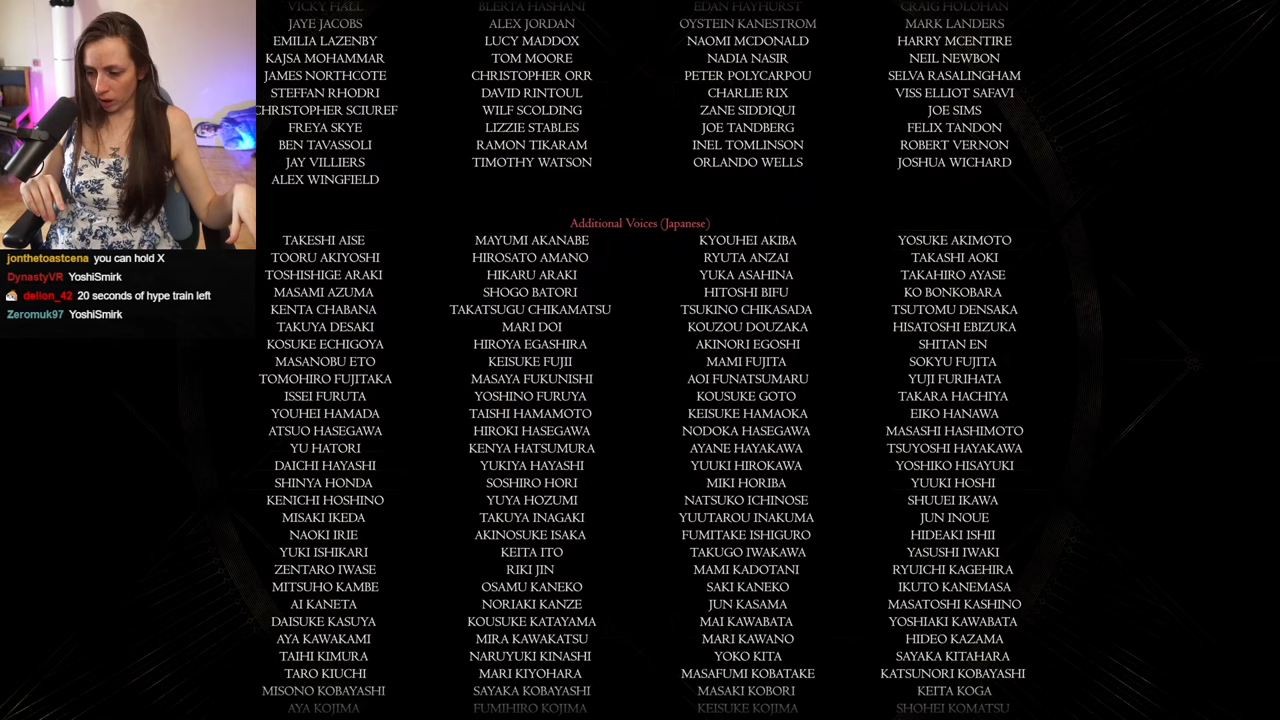 VICKY HALL BLERTA HASHANI EDAN HAYHURST CRAIG HOLOHAN
JAYE JACOBS ALEX JORDAN OYSTEIN KANESTROM MARK LANDERS
EMILIA LAZENBY LUCY MADDOX NAOMI MCDONALD HARRY MCENTIRE
KAJSA MOHAMMAR TOM MOORE NADIA NASIR NEIL NEWBON
JAMES NORTHCOTE CHRISTOPHER ORR PETER POLYCARPOU SELVA RASALINGHAM
STEFFAN RHODRI DAVID RINTOUL CHARLIE RIX VISS ELLIOT SAFAVI
CHRISTOPHER SCIUREF WILF SCOLDING ZANE SIDDIQUI JOE SIMS
FREYA SKYE LIZZIE STABLES JOE TANDBERG FELIX TANDON
BEN TAVASSOLI RAMON TIKARAM INEL TOMLINSON ROBERT VERNON
JAY VILLIERS TIMOTHY WATSON ORLANDO WELLS JOSHUA WICHARD
ALEX WINGFIELD
Additional Voices (Japanese)
TAKESHI AISE MAYUMI AKANABE KYOUHEI AKIBA YOSUKE AKIMOTO
TOORU AKIYOSHI HIROSATO AMANO RYUTA ANZAI TAKASHI AOKI
TOSHISHIGE ARAKI HIKARU ARAKI YUKA ASAHINA TAKAHIRO AYASE
MASAMI AZUMA SHOGO BATORI HITOSHI BIFU KO BONKOBARA
KENTA CHABANA TAKATSUGU CHIKAMATSU TSUKINO CHIKASADA TSUTOMU DENSAKA
TAKUYA DESAKI MARI DOI KOUZOU DOUZAKA HISATOSHI EBIZUKA
KOSUKE ECHIGOYA HIROYA EGASHIRA AKINORI EGOSHI SHITAN EN
MASANOBU ETO KEISUKE FUJII MAMI FUJITA SOKYU FUJITA
TOMOHIRO FUJITAKA MASAYA FUKUNISHI AOI FUNATSUMARU YUJI FURIHATA
ISSEI FURUTA YOSHINO FURUYA KOUSUKE GOTO TAKARA HACHIYA
YOUHEI HAMADA TAISHI HAMAMOTO KEISUKE HAMAOKA EIKO HANAWA
ATSUO HASEGAWA HIROKI HASEGAWA NODOKA HASEGAWA MASASHI HASHIMOTO
YU HATORI KENYA HATSUMURA AYANE HAYAKAWA TSUYOSHI HAYAKAWA
DAICHI HAYASHI YUKIYA HAYASHI YUUKI HIROKAWA YOSHIKO HISAYUKI
SHINYA HONDA SOSHIRO HORI MIKI HORIBA YUUKI HOSHI
KENICHI HOSHINO YUYA HOZUMI NATSUKO ICHINOSE SHUUEI IKAWA
MISAKI IKEDA TAKUYA INAGAKI YUUTAROU INAKUMA JUN INOUE
NAOKI IRIE AKINOSUKE ISAKA FUMITAKE ISHIGURO HIDEAKI ISHII
YUKI ISHIKARI KEITA ITO TAKUGO IWAKAWA YASUSHI IWAKI
ZENTARO IWASE RIKI JIN MAMI KADOTANI RYUICHI KAGEHIRA
MITSUHO KAMBE OSAMU KANEKO SAKI KANEKO IKUTO KANEMASA
AI KANETA NORIAKI KANZE JUN KASAMA MASATOSHI KASHINO
DAISUKE KASUYA KOUSUKE KATAYAMA MAI KAWABATA YOSHIAKI KAWABATA
AYA KAWAKAMI MIRA KAWAKATSU MARI KAWANO HIDEO KAZAMA
TAIHI KIMURA NARUYUKI KINASHI YOKO KITA SAYAKA KITAHARA
TARO KIUCHI MARI KIYOHARA MASAFUMI KOBATAKE KATSUNORI KOBAYASHI
MISONO KOBAYASHI SAYAKA KOBAYASHI MASAKI KOBORI KEITA KOGA
AYA KOJIMA FUMIHIRO KOJIMA KEISUKE KOJIMA SHOHEI KOMATSU
jonthetoastcena you can hold X
DynastyVR YoshiSmirk
delion_42 20 seconds of hype train left
Zeromuk97 YoshiSmirk